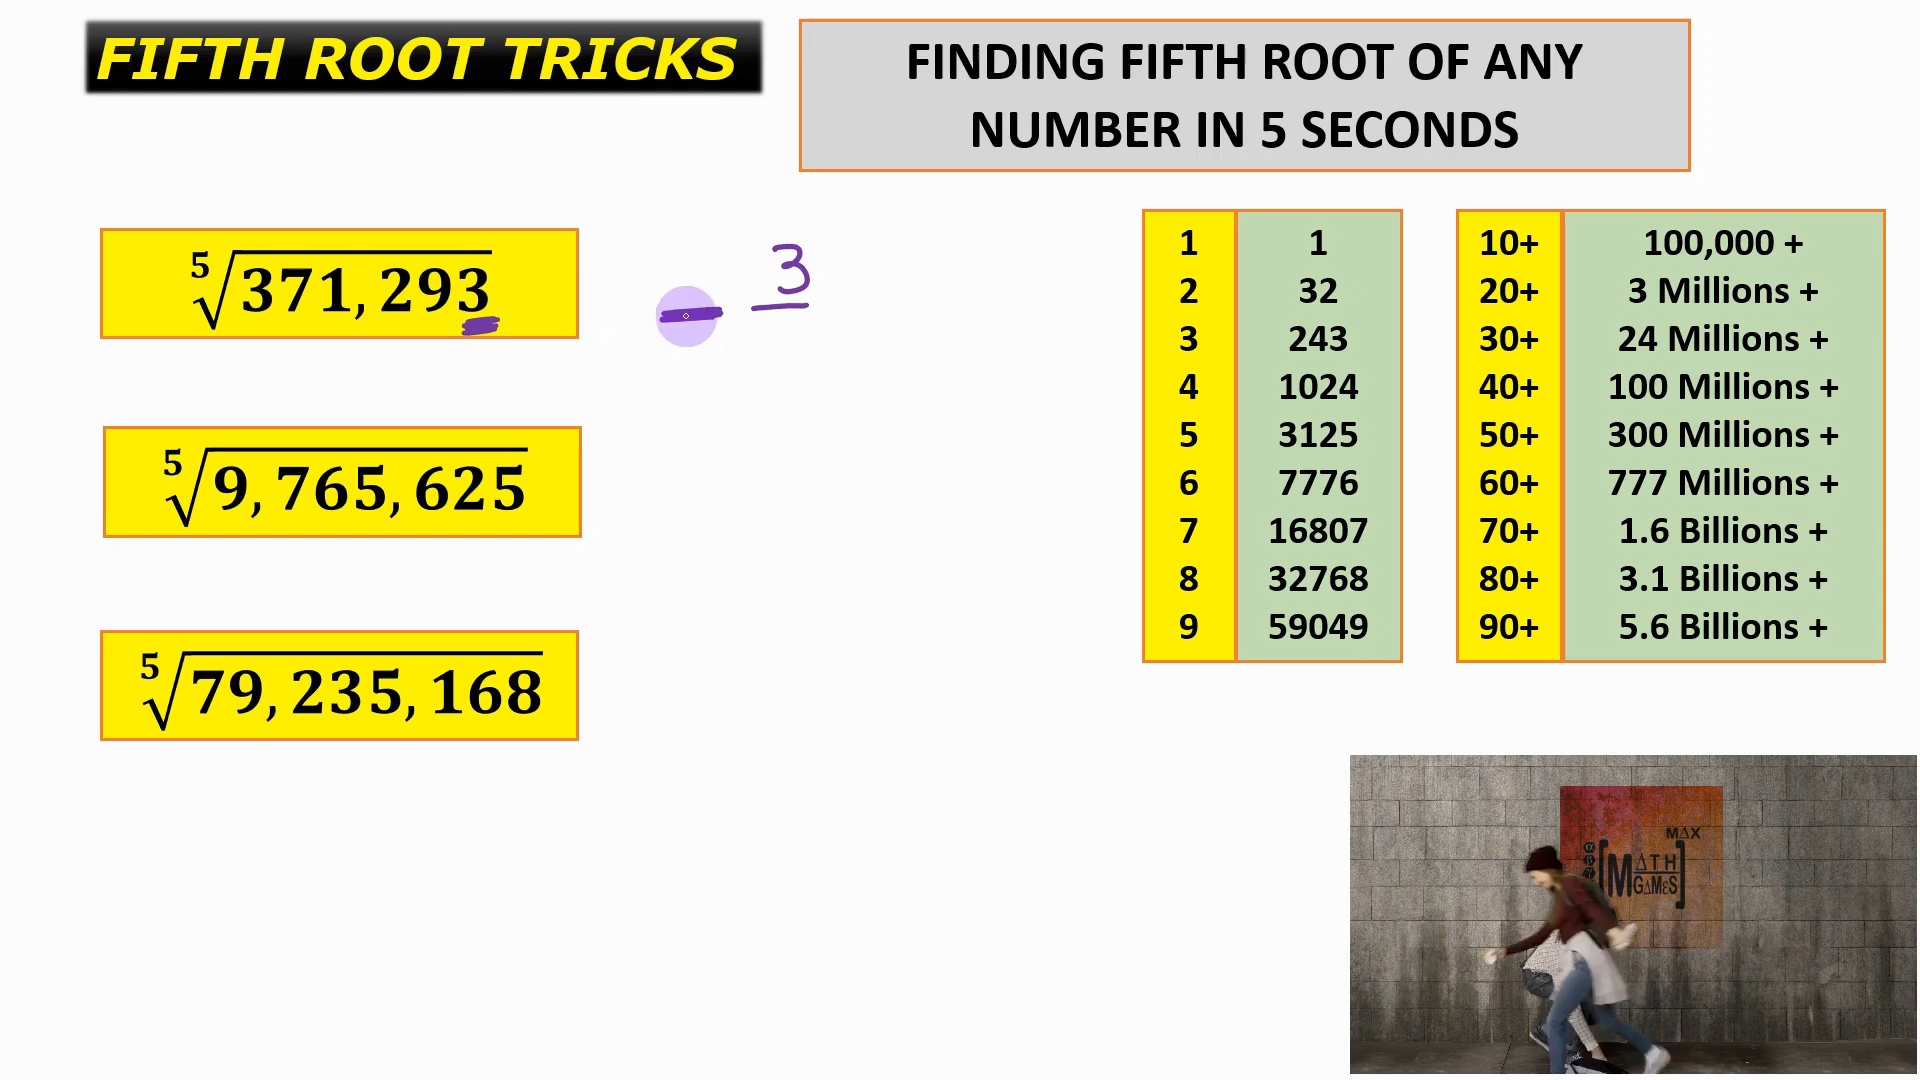 FIFTH ROOT TRICKS
FINDING FIFTH ROOT OF ANY
NUMBER IN 5 SECONDS
5√371,293
3
5√9,765,625
5√79,235,168
1 1
2 32
3 243
4 1024
5 3125
6 7776
7 16807
8 32768
9 59049
10+ 100,000 +
20+ 3 Millions +
30+ 24 Millions +
40+ 100 Millions +
50+ 300 Millions +
60+ 777 Millions +
70+ 1.6 Billions +
80+ 3.1 Billions +
90+ 5.6 Billions +
MΔX
MΔTH
GΔMεS